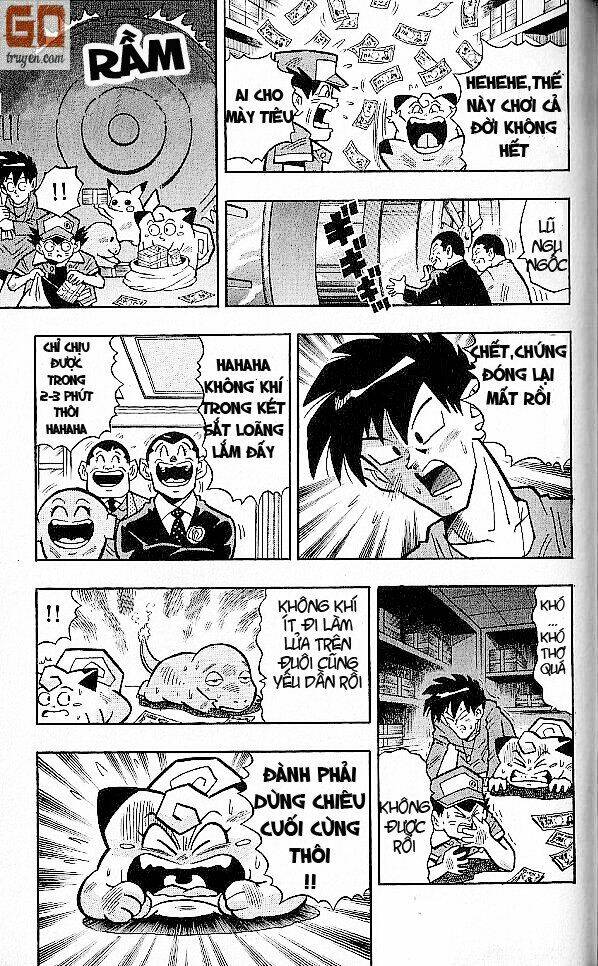 GO
truyen.com
HEHEHE,THẾ
NÀY CHƠI CẢ
ĐỜI KHÔNG
HẾT
AI CHO
MÀY TIÊU
RẦM
!!
LŨ
NGU
NGỐC
ギギギ!!
CHẾT,CHÚNG
ĐÓNG LẠI
MẤT RỒI
HAHAHA
KHÔNG KHÍ
TRONG KÉT
SẮT LOÃNG
LẮM ĐẤY
CHỈ CHỊU
ĐƯỢC
TRONG
2-3 PHÚT
THÔI
HAHAHA
KHÓ
...
KHÓ
THỞ
QUÁ
KHÔNG
ĐƯỢC
RỒI
KHÔNG KHÍ
ÍT ĐI LÀM
LỬA TRÊN
ĐUÔI CŨNG
YẾU DẦN RỒI
!!
ĐÀNH PHẢI
DÙNG CHIÊU
CUỐI CÙNG
THÔI
!!